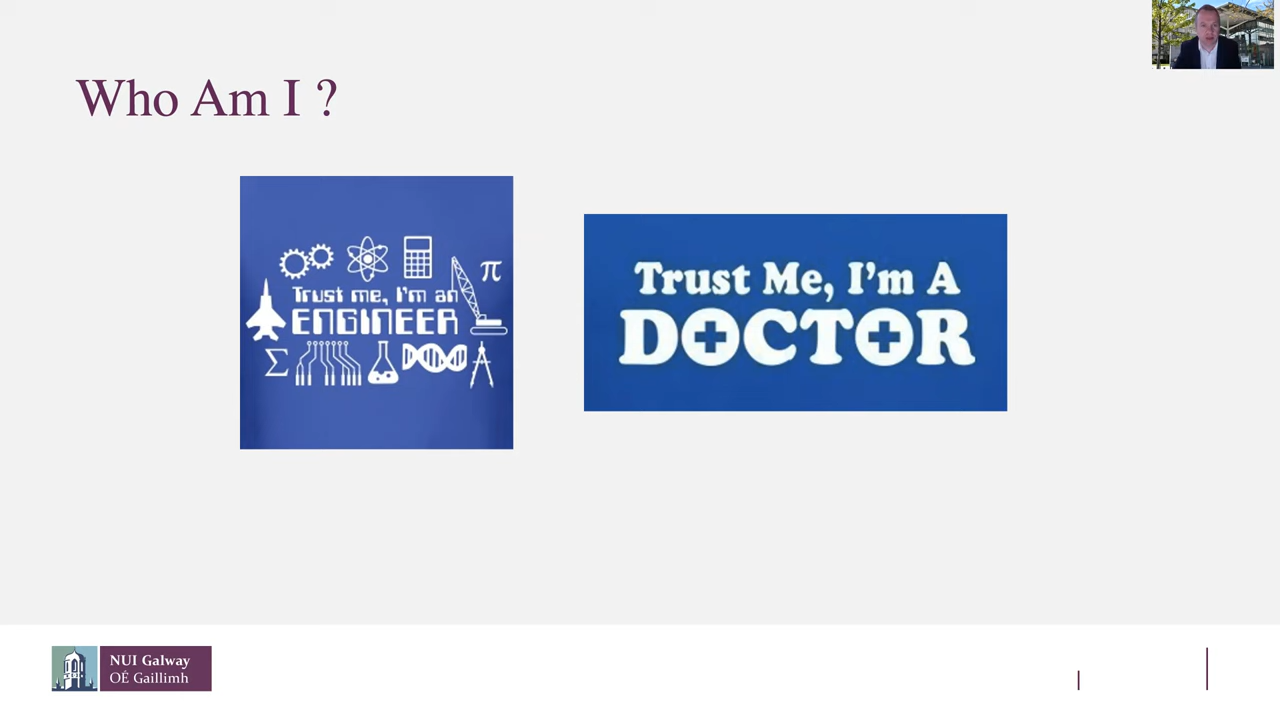 Who Am I ?
π
Trust me, I'm an
ENGINEER
Σ
Trust Me, I'm A
DOCTOR
NUI Galway
OÉ Gaillimh